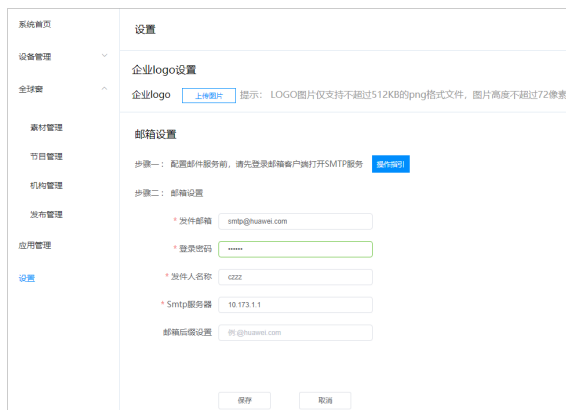 系统首页
设置
设备管理
企业logo设置
全球窗
企业logo 上传图片 提示： LOGO图片仅支持不超过512KB的png格式文件，图片高度不超过72像素
素材管理
邮箱设置
节目管理
步骤一： 配置邮件服务前，请先登录邮箱客户端打开SMTP服务 操作指引
机构管理
步骤二： 邮箱设置
发布管理
* 发件邮箱 smtp@huawei.com
应用管理
* 登录密码 ••••••
设置
* 发件人名称 czzz
* Smtp服务器 10.173.1.1
邮箱后缀设置 例:@huawei.com
保存 取消